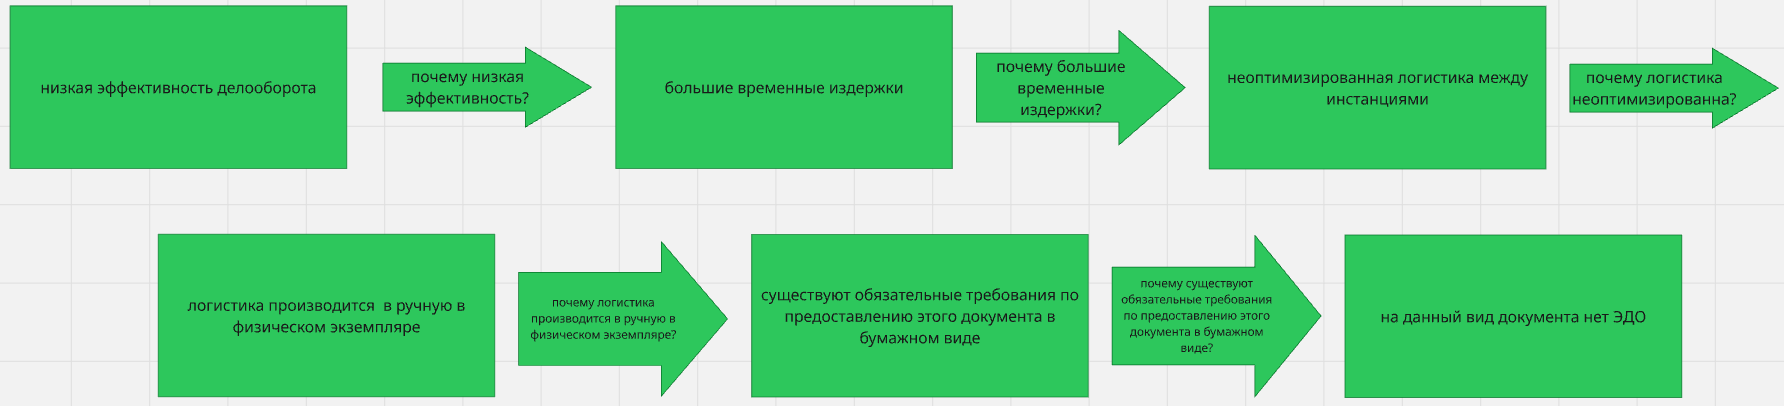 низкая эффективность делооборота
почему низкая
эффективность?
большие временные издержки
почему большие
временные
издержки?
неоптимизированная логистика между
инстанциями
почему логистика
неоптимизированна?
логистика производится в ручную в
физическом экземпляре
почему логистика
производится в ручную в
физическом экземпляре?
существуют обязательные требования по
предоставлению этого документа в
бумажном виде
почему существуют
обязательные требования
по предоставлению этого
документа в бумажном
виде?
на данный вид документа нет ЭДО